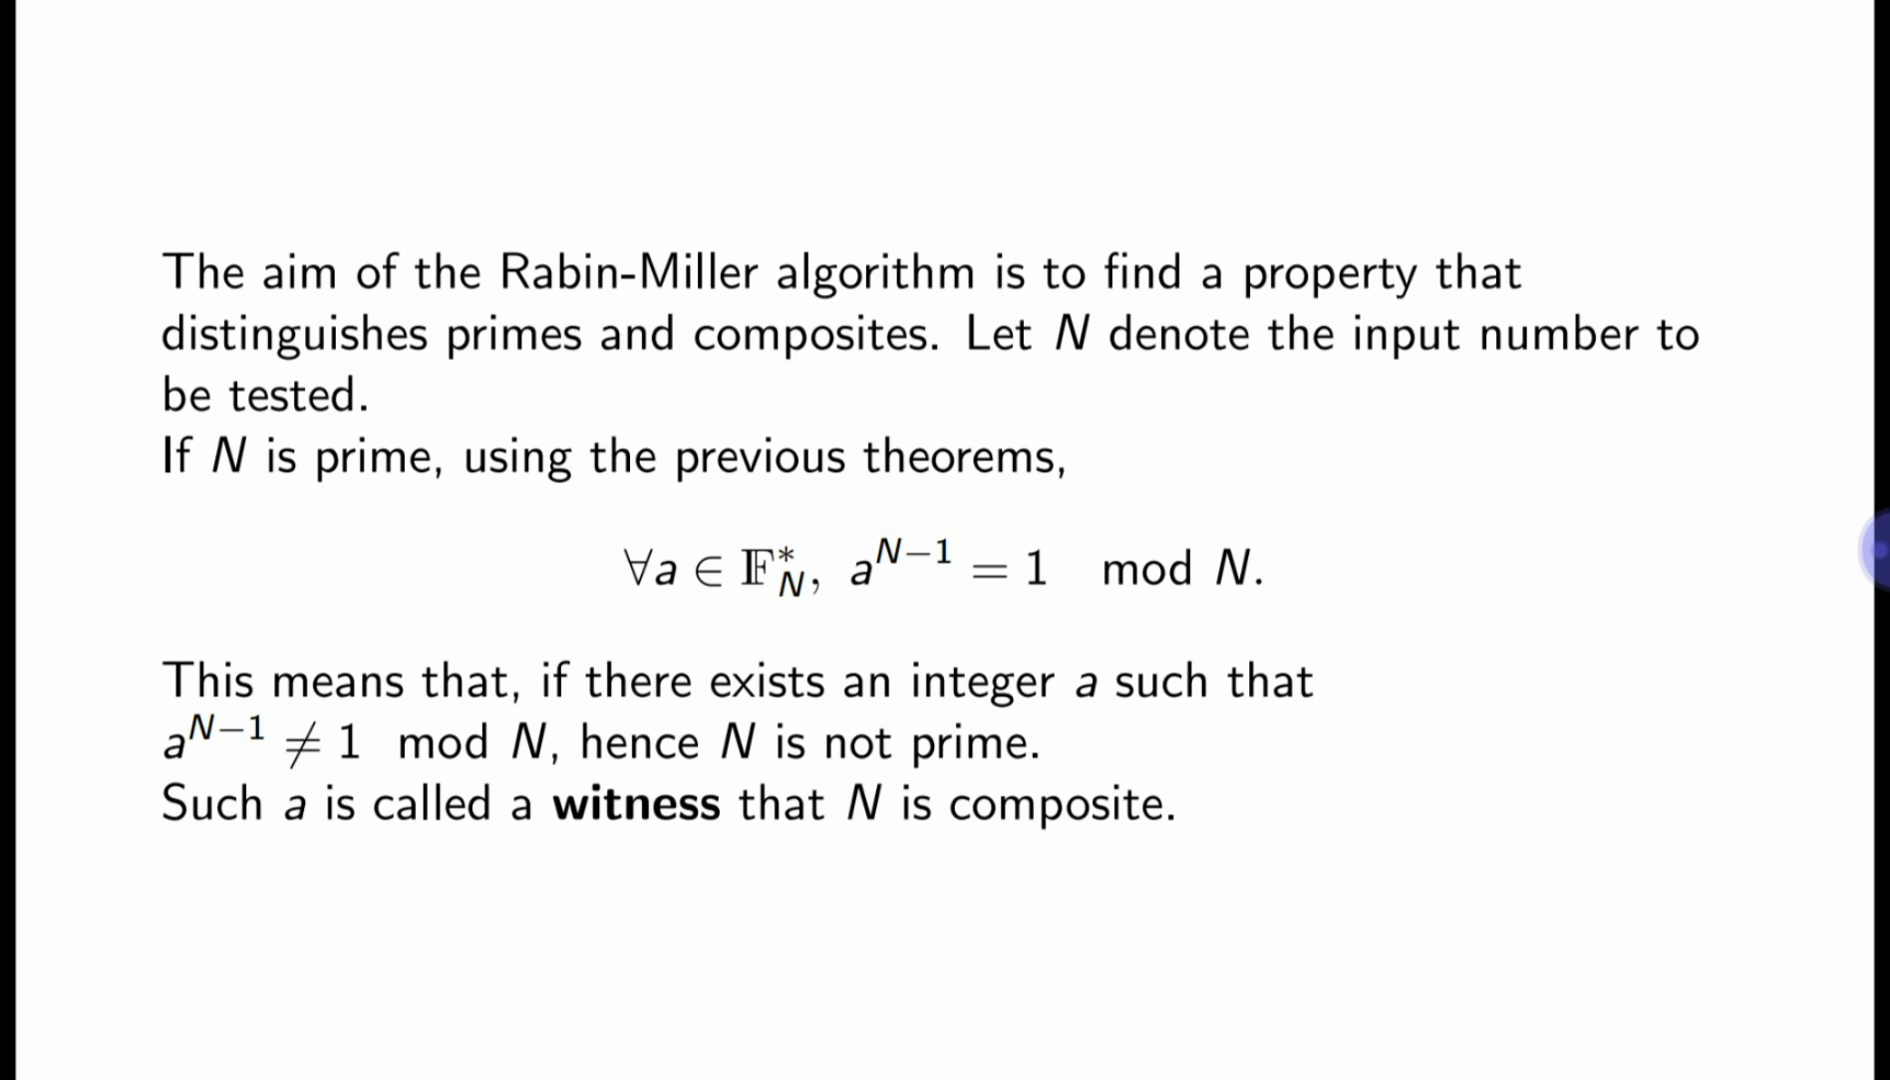 The aim of the Rabin-Miller algorithm is to find a property that
distinguishes primes and composites. Let N denote the input number to
be tested.
If N is prime, using the previous theorems,
∀a ∈ 𝔽*_N, a^{N−1} = 1 mod N.
This means that, if there exists an integer a such that
a^{N−1} ≠ 1 mod N, hence N is not prime.
Such a is called a witness that N is composite.